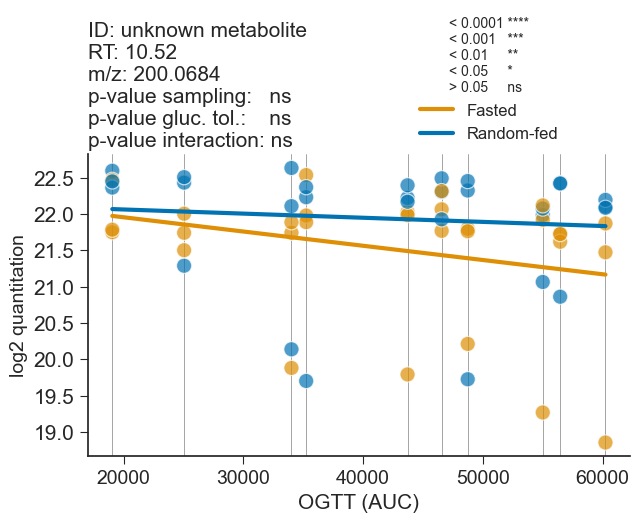 ID: unknown metabolite
RT: 10.52
m/z: 200.0684
p-value sampling: ns
p-value gluc. tol.: ns
p-value interaction: ns
< 0.0001 ****
< 0.001 ***
< 0.01 **
< 0.05 *
> 0.05 ns
Fasted
Random-fed
log2 quantitation
22.5
22.0
21.5
21.0
20.5
20.0
19.5
19.0
20000 30000 40000 50000 60000
OGTT (AUC)